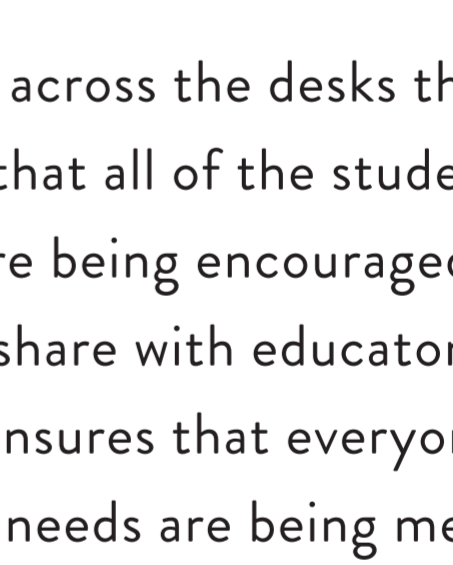 across the desks th
that all of the stude
re being encouraged
share with educator
nsures that everyo
needs are being me